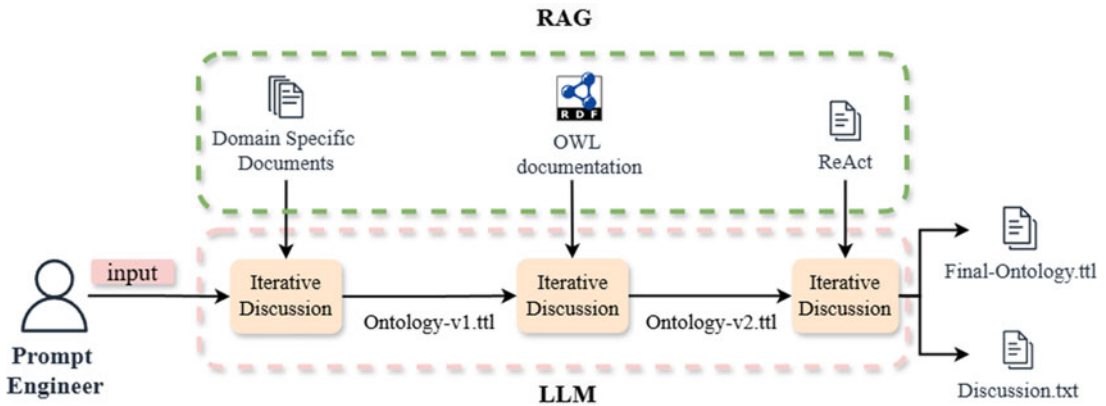 RAG
Domain Specific
Documents
RDF
OWL
documentation
ReAct
input
Iterative
Discussion
Ontology-v1.ttl
Iterative
Discussion
Ontology-v2.ttl
Iterative
Discussion
Final-Ontology.ttl
Discussion.txt
Prompt
Engineer
LLM